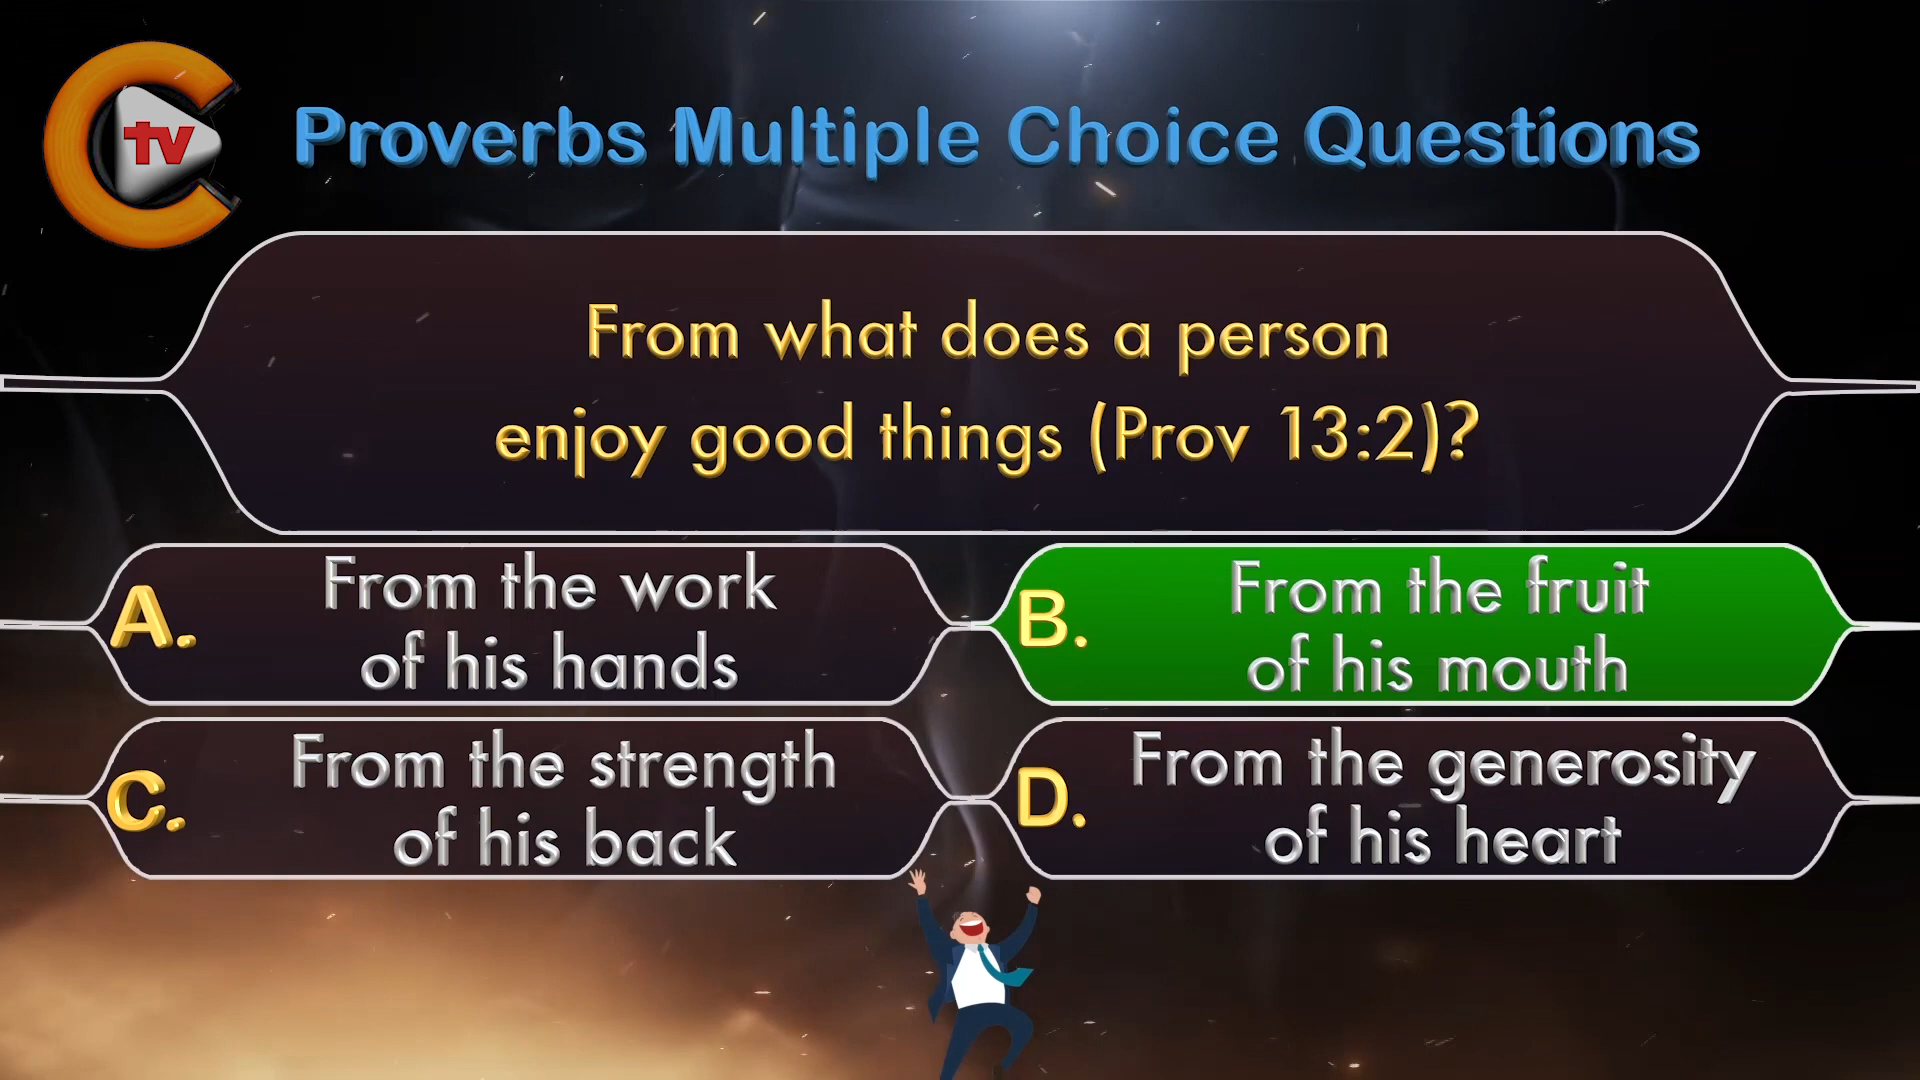 tv
Proverbs Multiple Choice Questions
From what does a person
enjoy good things (Prov 13:2)?
A.
From the work
of his hands
B.
From the fruit
of his mouth
C.
From the strength
of his back
D.
From the generosity
of his heart